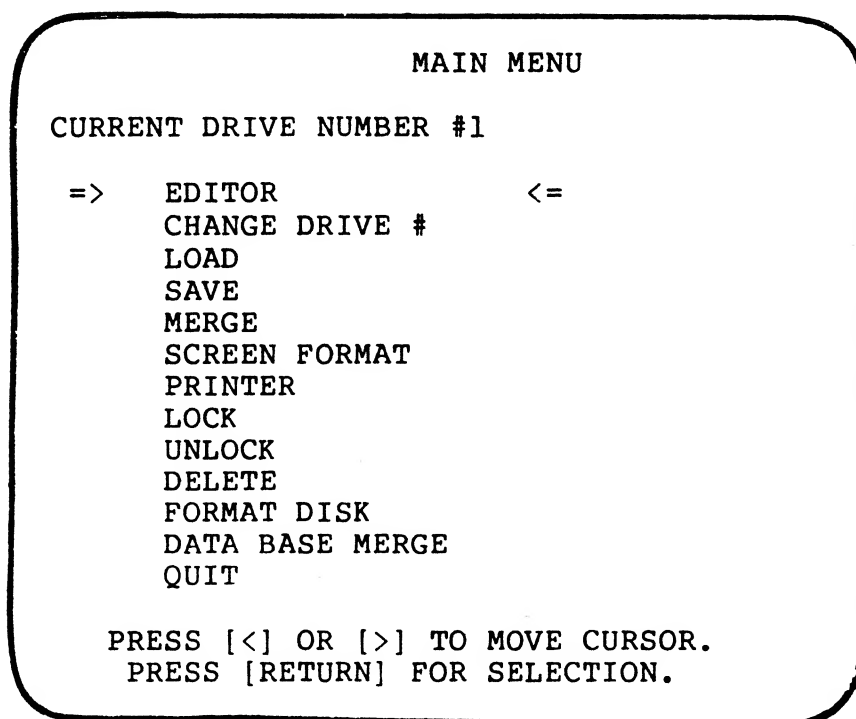 MAIN MENU
CURRENT DRIVE NUMBER #1
=> EDITOR <=
CHANGE DRIVE #
LOAD
SAVE
MERGE
SCREEN FORMAT
PRINTER
LOCK
UNLOCK
DELETE
FORMAT DISK
DATA BASE MERGE
QUIT
PRESS [<] OR [>] TO MOVE CURSOR.
PRESS [RETURN] FOR SELECTION.